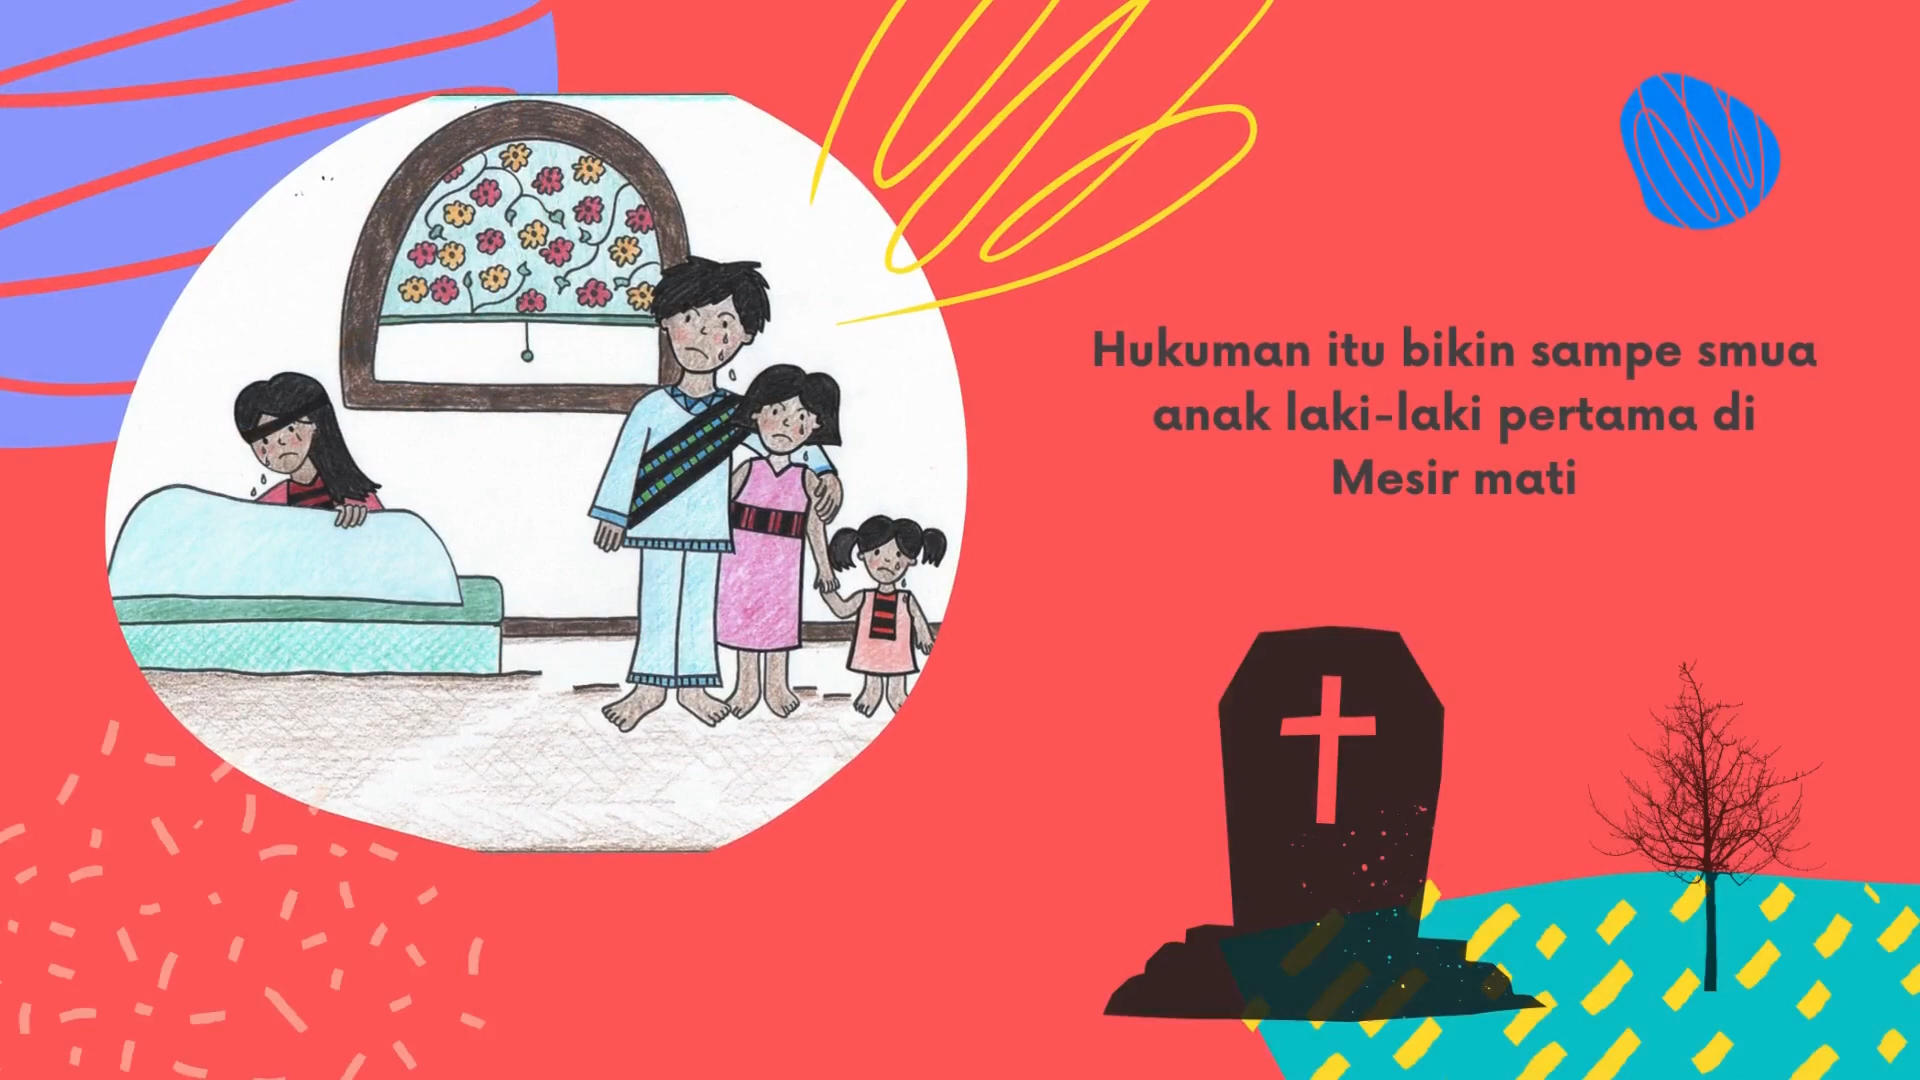 Hukuman itu bikin sampe smua
anak laki-laki pertama di
Mesir mati